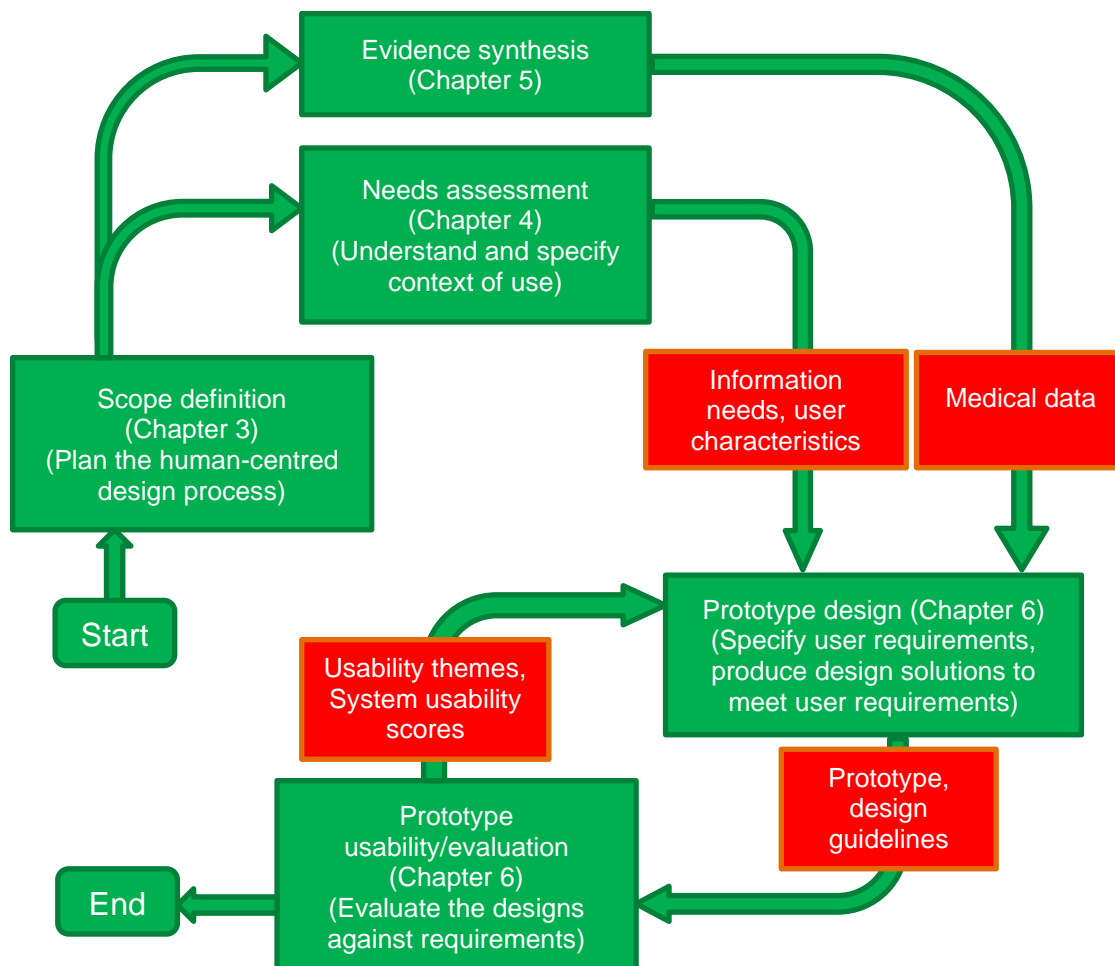 Evidence synthesis
(Chapter 5)
Needs assessment
(Chapter 4)
(Understand and specify
context of use)
Scope definition
(Chapter 3)
(Plan the human-centred
design process)
Information
needs, user
characteristics
Medical data
Start
Usability themes,
System usability
scores
Prototype design (Chapter 6)
(Specify user requirements,
produce design solutions to
meet user requirements)
Prototype,
design
guidelines
Prototype
usability/evaluation
(Chapter 6)
(Evaluate the designs
against requirements)
End